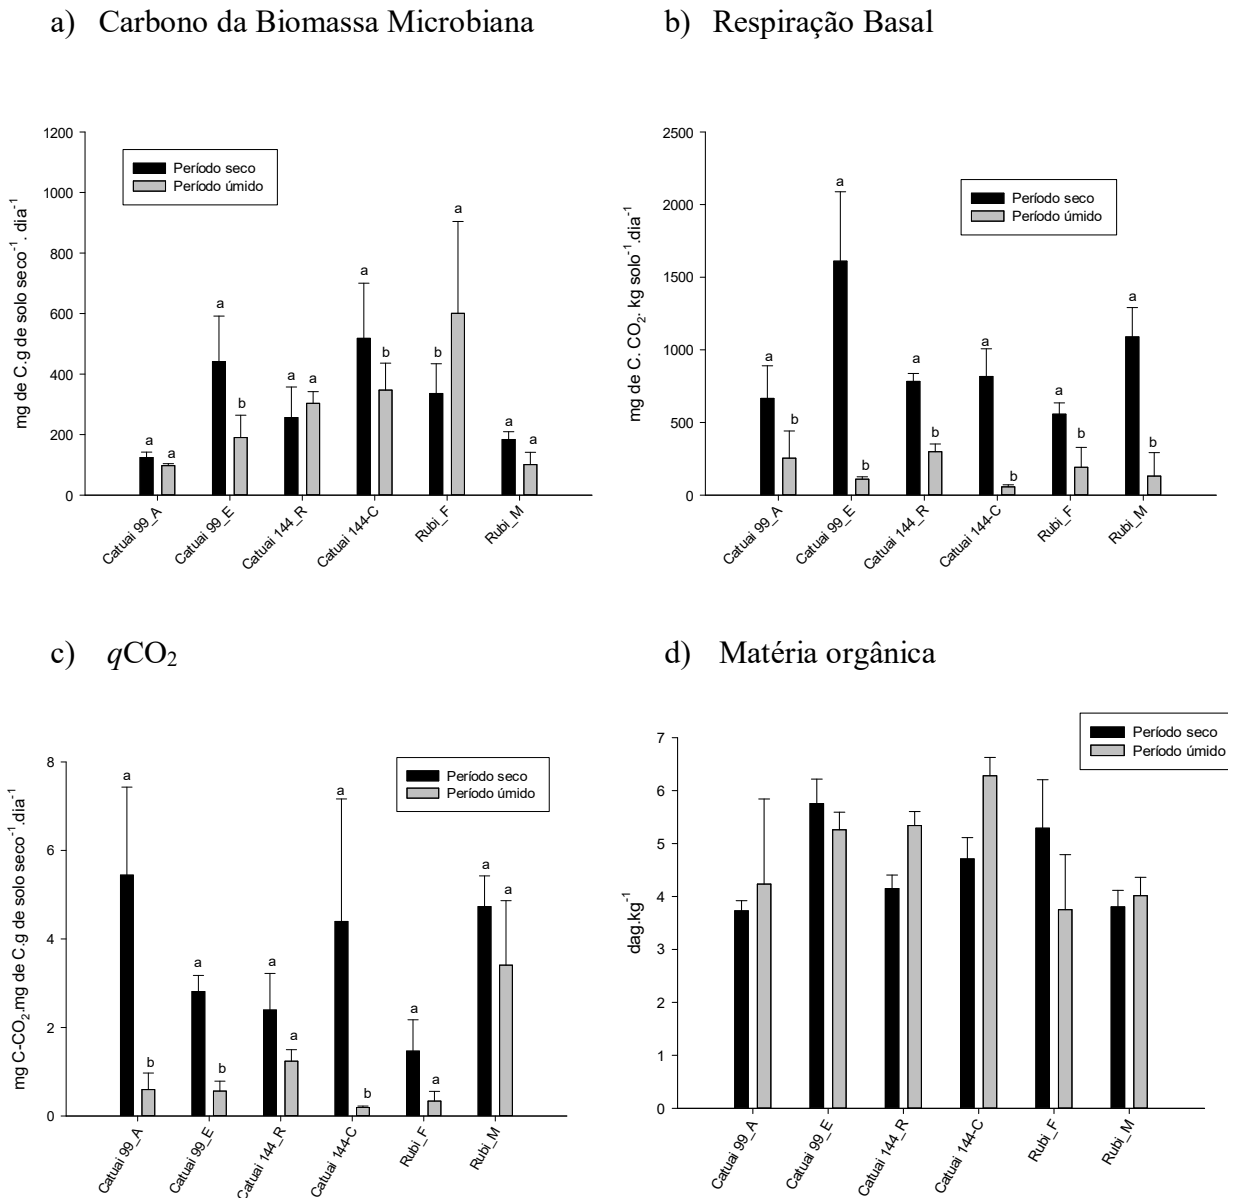 a) Carbono da Biomassa Microbiana
b) Respiração Basal
mg de C.g de solo seco-1. dia-1
1200
1000
800
600
400
200
0
Período seco
Período úmido
a
a
a
b
a
a
a
b
b
a
a
a
Catuai 99_A
Catuai 99_E
Catuai 144_R
Catuai 144-C
Rubi_F
Rubi_M
mg de C. CO2. kg solo-1.dia-1
2500
2000
1500
1000
500
0
Período seco
Período úmido
a
b
a
b
a
b
a
b
a
b
a
b
Catuai 99_A
Catuai 99_E
Catuai 144_R
Catuai 144-C
Rubi_F
Rubi_M
c) qCO2
d) Matéria orgânica
mg C-CO2.mg de C.g de solo seco-1.dia-1
8
6
4
2
0
Período seco
Período úmido
a
b
a
b
a
a
a
b
a
a
a
a
Catuai 99_A
Catuai 99_E
Catuai 144_R
Catuai 144-C
Rubi_F
Rubi_M
dag.kg-1
7
6
5
4
3
2
1
0
Período seco
Período úmido
Catuai 99_A
Catuai 99_E
Catuai 144_R
Catuai 144-C
Rubi_F
Rubi_M